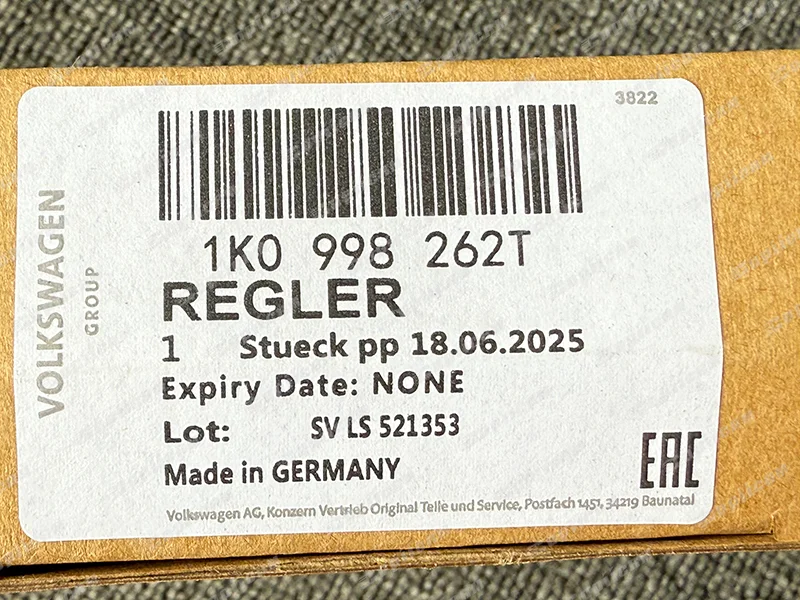 3822
VOLKSWAGEN
GROUP
1K0 998 262T
REGLER
1 Stueck pp 18.06.2025
Expiry Date: NONE
Lot: SV LS 521353
Made in GERMANY
EAC
Volkswagen AG, Konzern Vertrieb Original Teile und Service, Postfach 1451, 34219 Baunatal